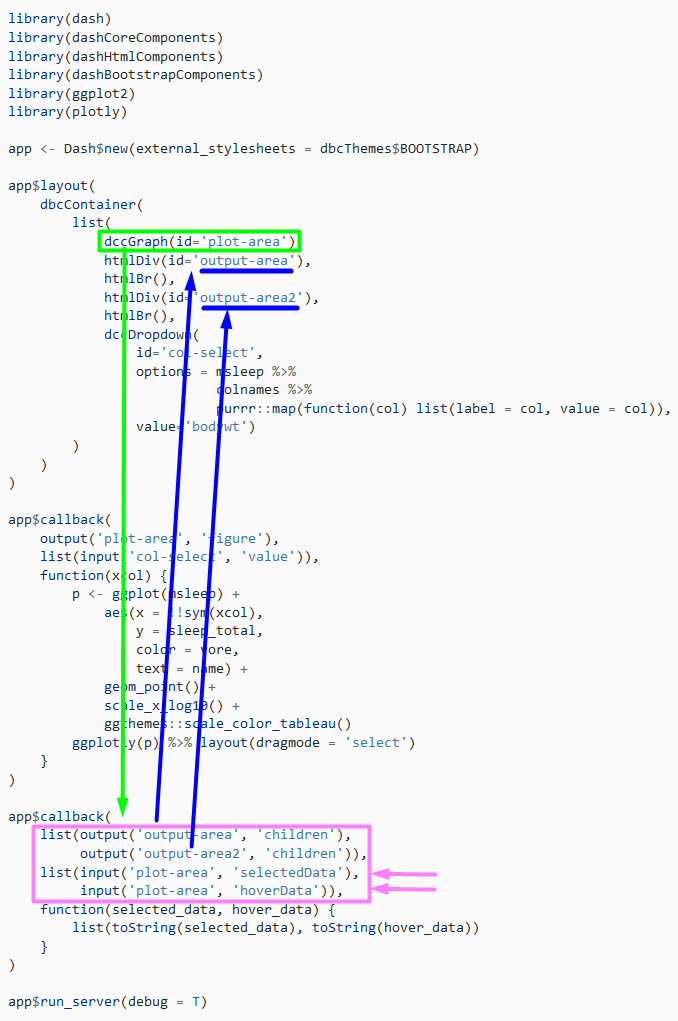 library(dash)
library(dashCoreComponents)
library(dashHtmlComponents)
library(dashBootstrapComponents)
library(ggplot2)
library(plotly)
app <- Dash$new(external_stylesheets = dbcThemes$BOOTSTRAP)
app$layout(
dbcContainer(
list(
dccGraph(id='plot-area')
htmlDiv(id='output-area'),
htmlBr(),
htmlDiv(id='output-area2'),
htmlBr(),
dccDropdown(
id='col-select',
options = msleep %>%
colnames %>%
purrr::map(function(col) list(label = col, value = col)),
value='bodywt')
)
)
)
app$callback(
output('plot-area', 'figure'),
list(input('col-select', 'value')),
function(xcol) {
p <- ggplot(msleep) +
aes(x = !!sym(xcol),
y = sleep_total,
color = vore,
text = name) +
geom_point() +
scale_x_log10() +
ggthemes::scale_color_tableau()
ggplotly(p) %>% layout(dragmode = 'select')
}
)
app$callback(
list(output('output-area', 'children'),
output('output-area2', 'children')),
list(input('plot-area', 'selectedData'),
input('plot-area', 'hoverData')),
function(selected_data, hover_data) {
list(toString(selected_data), toString(hover_data))
}
)
app$run_server(debug = T)